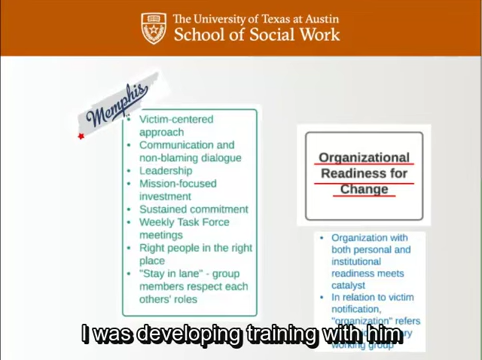 The University of Texas at Austin
School of Social Work
Memphis
• Victim-centered
approach
• Communication and
non-blaming dialogue
• Leadership
• Mission-focused
investment
• Sustained commitment
• Weekly Task Force
meetings
• Right people in the right
place
• "Stay in lane" - group
members respect each
others' roles
Organizational
Readiness for
Change
• Organization with
both personal and
institutional
readiness meets
catalyst
• In relation to victim
notification,
"organization" refers
working group
I was developing training with him